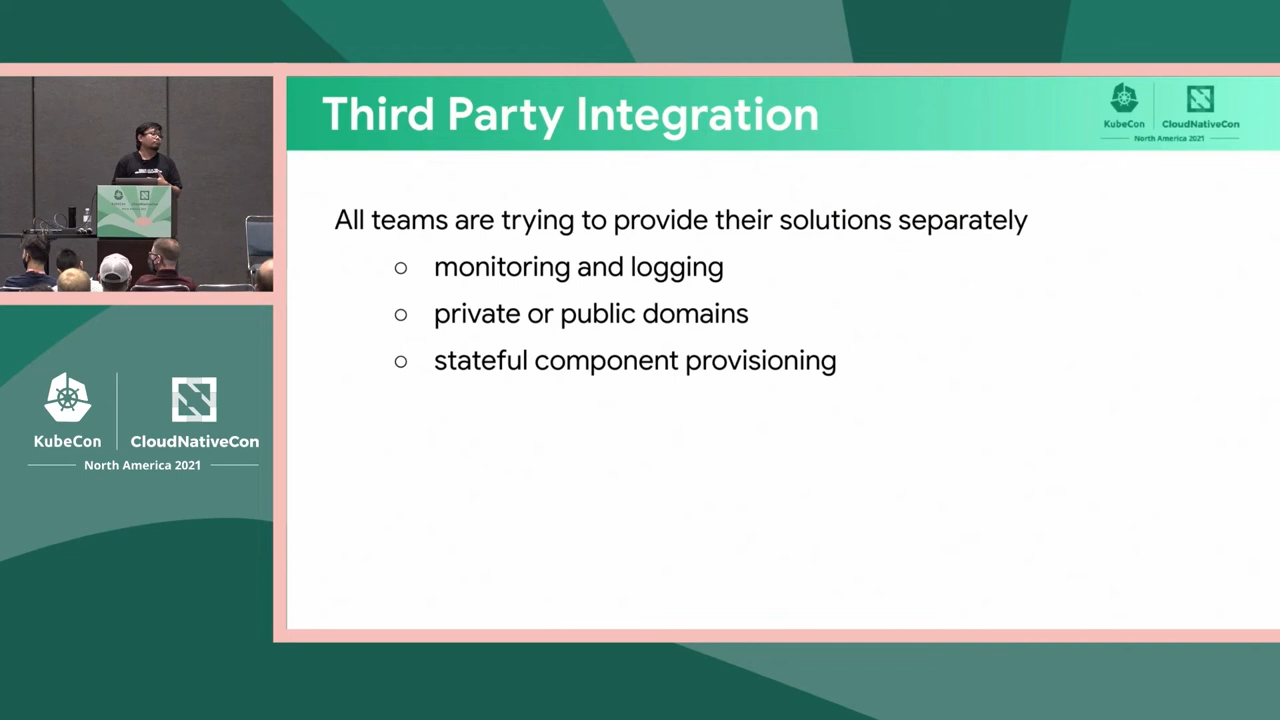 Third Party Integration
KubeCon
CloudNativeCon
North America 2021
All teams are trying to provide their solutions separately
○ monitoring and logging
○ private or public domains
○ stateful component provisioning
KubeCon
CloudNativeCon
North America 2021